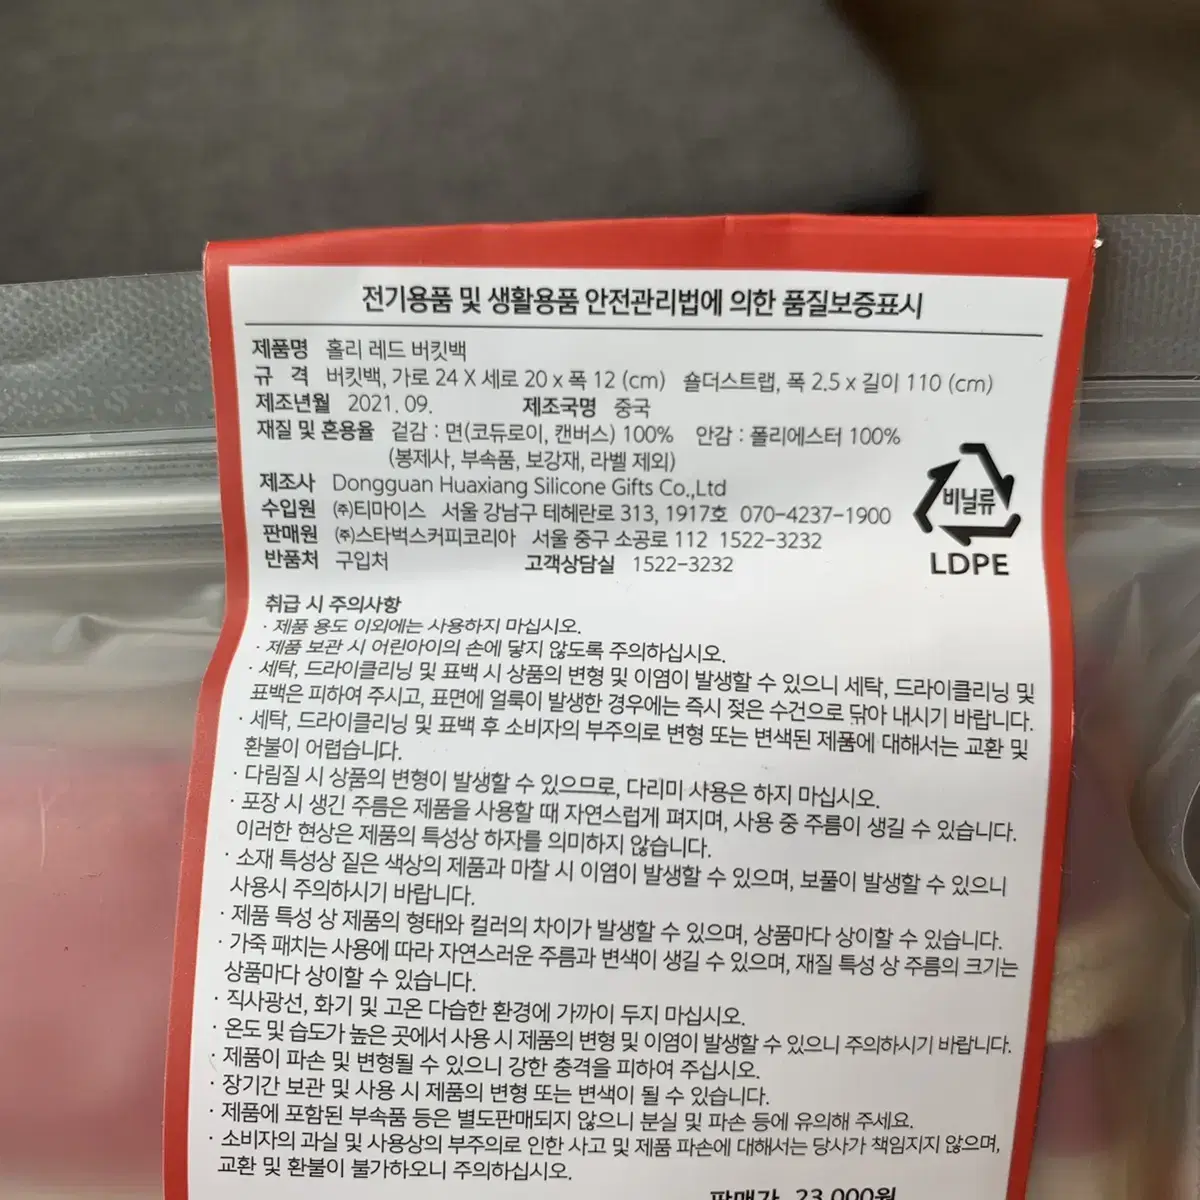 전기용품 및 생활용품 안전관리법에 의한 품질보증표시
제품명 홀리 레드 버킷백
규 격 버킷백, 가로 24 X 세로 20 x 폭 12 (cm) 숄더스트랩, 폭 2.5 x 길이 110 (cm)
제조년월 2021. 09. 제조국명 중국
재질 및 혼용율 겉감 : 면(코듀로이, 캔버스) 100% 안감 : 폴리에스터 100%
(봉제사, 부속품, 보강재, 라벨 제외)
제조사 Dongguan Huaxiang Silicone Gifts Co.,Ltd
수입원 ㈜티마이스 서울 강남구 테헤란로 313, 1917호 070-4237-1900
판매원 ㈜스타벅스커피코리아 서울 중구 소공로 112 1522-3232
반품처 구입처 고객상담실 1522-3232
비닐류
LDPE
취급 시 주의사항
· 제품 용도 이외에는 사용하지 마십시오.
· 제품 보관 시 어린아이의 손에 닿지 않도록 주의하십시오.
· 세탁, 드라이클리닝 및 표백 시 상품의 변형 및 이염이 발생할 수 있으니 세탁, 드라이클리닝 및
표백은 피하여 주시고, 표면에 얼룩이 발생한 경우에는 즉시 젖은 수건으로 닦아 내시기 바랍니다.
· 세탁, 드라이클리닝 및 표백 후 소비자의 부주의로 변형 또는 변색된 제품에 대해서는 교환 및
환불이 어렵습니다.
· 다림질 시 상품의 변형이 발생할 수 있으므로, 다리미 사용은 하지 마십시오.
· 포장 시 생긴 주름은 제품을 사용할 때 자연스럽게 펴지며, 사용 중 주름이 생길 수 있습니다.
이러한 현상은 제품의 특성상 하자를 의미하지 않습니다.
· 소재 특성상 짙은 색상의 제품과 마찰 시 이염이 발생할 수 있으며, 보풀이 발생할 수 있으니
사용시 주의하시기 바랍니다.
· 제품 특성 상 제품의 형태와 컬러의 차이가 발생할 수 있으며, 상품마다 상이할 수 있습니다.
· 가죽 패치는 사용에 따라 자연스러운 주름과 변색이 생길 수 있으며, 재질 특성 상 주름의 크기는
상품마다 상이할 수 있습니다.
· 직사광선, 화기 및 고온 다습한 환경에 가까이 두지 마십시오.
· 온도 및 습도가 높은 곳에서 사용 시 제품의 변형 및 이염이 발생할 수 있으니 주의하시기 바랍니다.
· 제품이 파손 및 변형될 수 있으니 강한 충격을 피하여 주십시오.
· 장기간 보관 및 사용 시 제품의 변형 또는 변색이 될 수 있습니다.
· 제품에 포함된 부속품 등은 별도판매되지 않으니 분실 및 파손 등에 유의해 주세요.
· 소비자의 과실 및 사용상의 부주의로 인한 사고 및 제품 파손에 대해서는 당사가 책임지지 않으며,
교환 및 환불이 불가하오니 주의하십시오.
판매가 23,000원